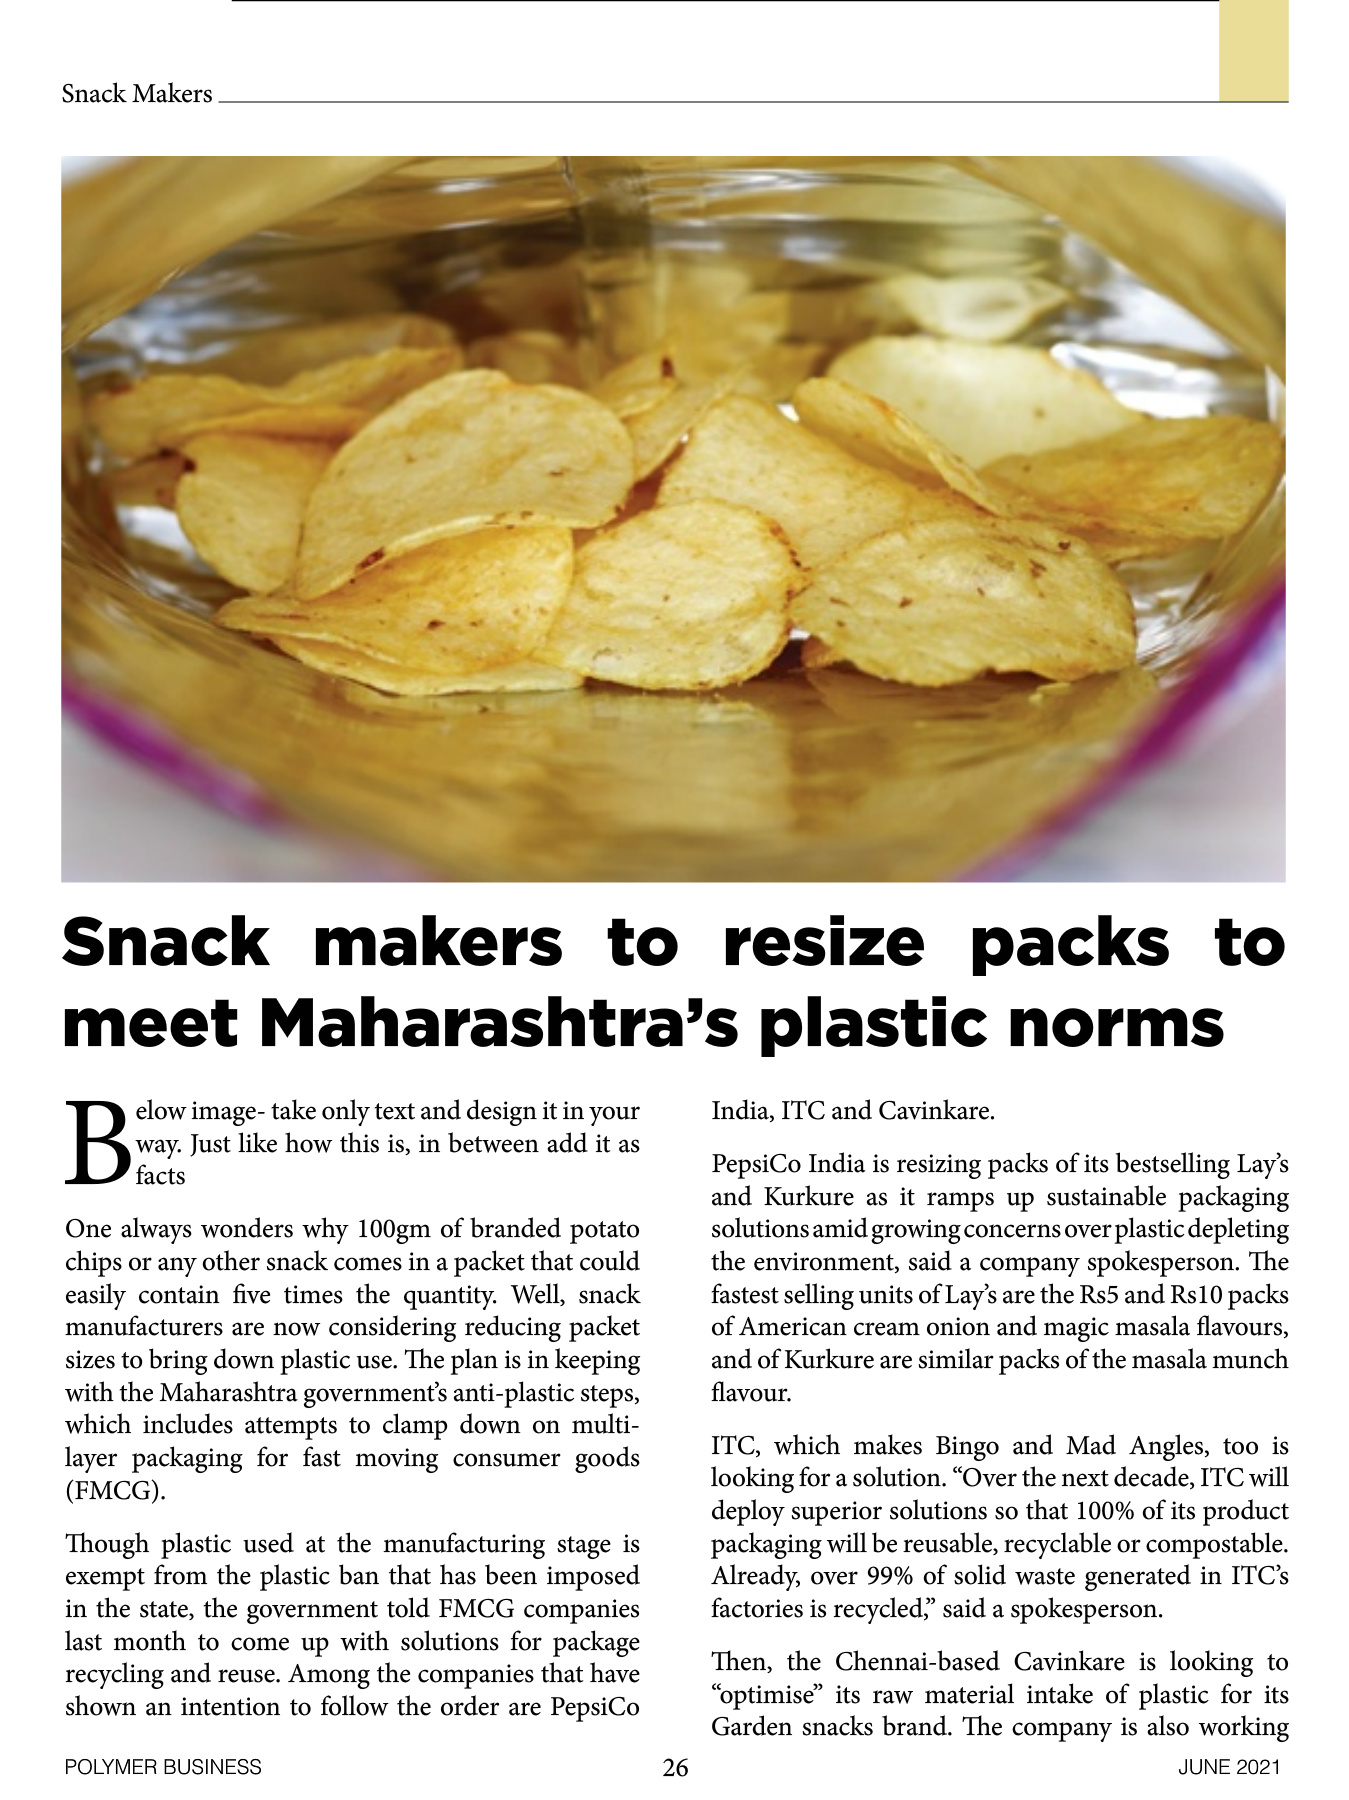 Snack Makers
Snack makers to resize packs to
meet Maharashtra’s plastic norms
Below image- take only text and design it in your
way. Just like how this is, in between add it as
facts
One always wonders why 100gm of branded potato
chips or any other snack comes in a packet that could
easily contain five times the quantity. Well, snack
manufacturers are now considering reducing packet
sizes to bring down plastic use. The plan is in keeping
with the Maharashtra government’s anti-plastic steps,
which includes attempts to clamp down on multi-
layer packaging for fast moving consumer goods
(FMCG).
Though plastic used at the manufacturing stage is
exempt from the plastic ban that has been imposed
in the state, the government told FMCG companies
last month to come up with solutions for package
recycling and reuse. Among the companies that have
shown an intention to follow the order are PepsiCo
India, ITC and Cavinkare.
PepsiCo India is resizing packs of its bestselling Lay’s
and Kurkure as it ramps up sustainable packaging
solutions amid growing concerns over plastic depleting
the environment, said a company spokesperson. The
fastest selling units of Lay’s are the Rs5 and Rs10 packs
of American cream onion and magic masala flavours,
and of Kurkure are similar packs of the masala munch
flavour.
ITC, which makes Bingo and Mad Angles, too is
looking for a solution. “Over the next decade, ITC will
deploy superior solutions so that 100% of its product
packaging will be reusable, recyclable or compostable.
Already, over 99% of solid waste generated in ITC’s
factories is recycled,” said a spokesperson.
Then, the Chennai-based Cavinkare is looking to
“optimise” its raw material intake of plastic for its
Garden snacks brand. The company is also working
POLYMER BUSINESS
26
JUNE 2021